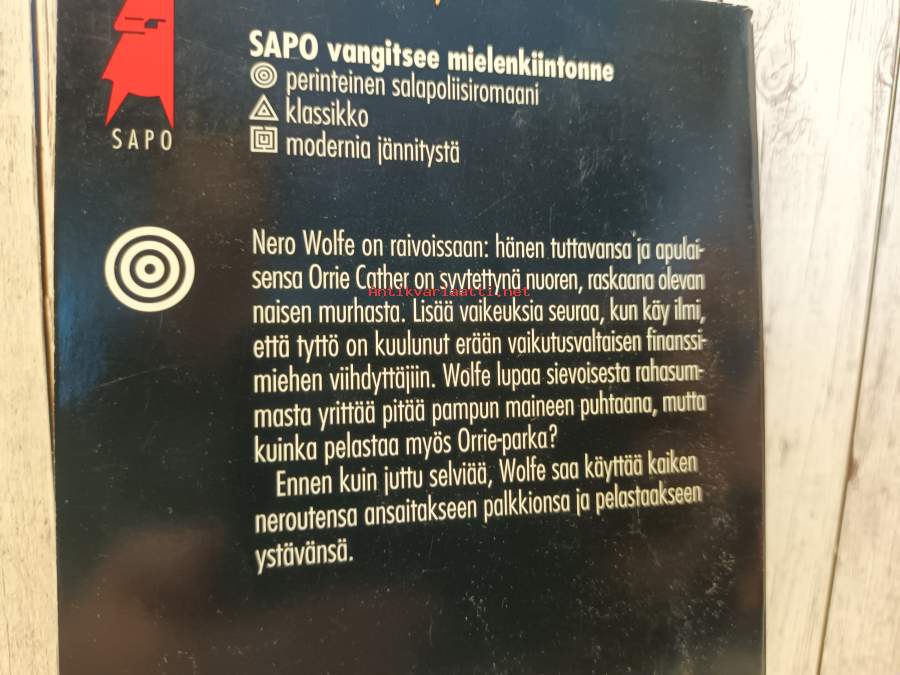 SAPO vangitsee mielenkiintonne
perinteinen salapoliisiromaani
klassikko
modernia jännitystä
SAPO
Nero Wolfe on raivoissaan: hänen tuttavansa ja apulai-
sensa Orrie Cather on syytettynä nuoren, raskaana olevan
Antikvariaatti.net
naisen murhasta. Lisää vaikeuksia seuraa, kun käy ilmi,
että tyttö on kuulunut erään vaikutusvaltaisen finanssi-
miehen viihdyttäjiin. Wolfe lupaa sievoisesta rahasum-
masta yrittää pitää pampun maineen puhtaana, mutta
kuinka pelastaa myös Orrie-parka?
Ennen kuin juttu selviää, Wolfe saa käyttää kaiken
neroutensa ansaitakseen palkkionsa ja pelastaakseen
ystävänsä.